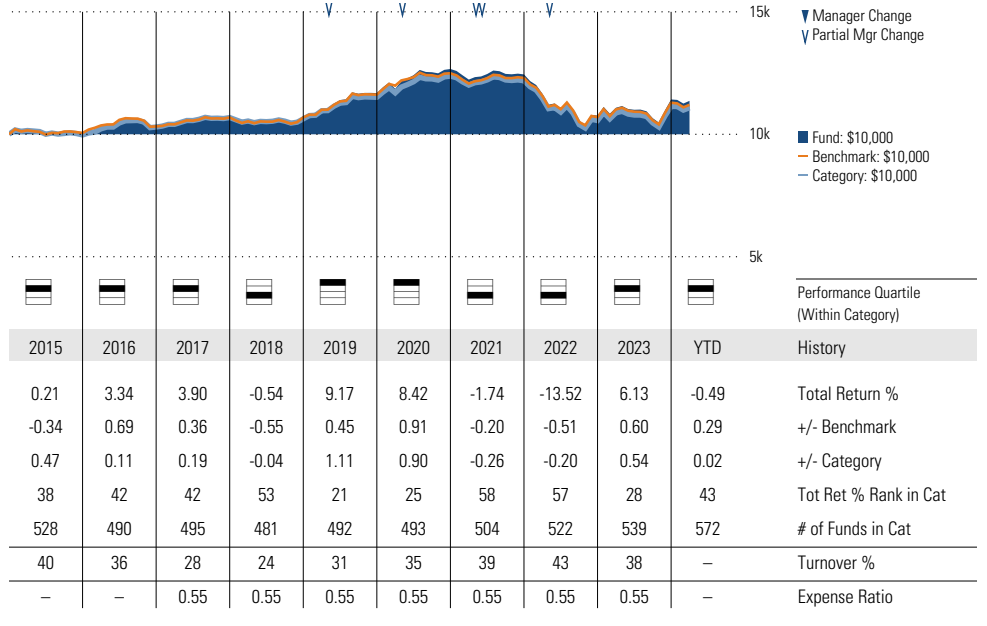 15k
▼ Manager Change
Partial Mgr Change
10k
Fund: $10,000
Benchmark: $10,000
Category: $10,000
5k
Performance Quartile
(Within Category)
2015 2016 2017 2018 2019 2020 2021 2022 2023 YTD History
0.21 3.34 3.90 -0.54 9.17 8.42 -1.74 -13.52 6.13 -0.49 Total Return %
-0.34 0.69 0.36 -0.55 0.45 0.91 -0.20 -0.51 0.60 0.29 +/- Benchmark
0.47 0.11 0.19 -0.04 1.11 0.90 -0.26 -0.20 0.54 0.02 +/- Category
38 42 42 53 21 25 58 57 28 43 Tot Ret % Rank in Cat
528 490 495 481 492 493 504 522 539 572 # of Funds in Cat
40 36 28 24 31 35 39 43 38 – Turnover %
– – 0.55 0.55 0.55 0.55 0.55 0.55 0.55 – Expense Ratio